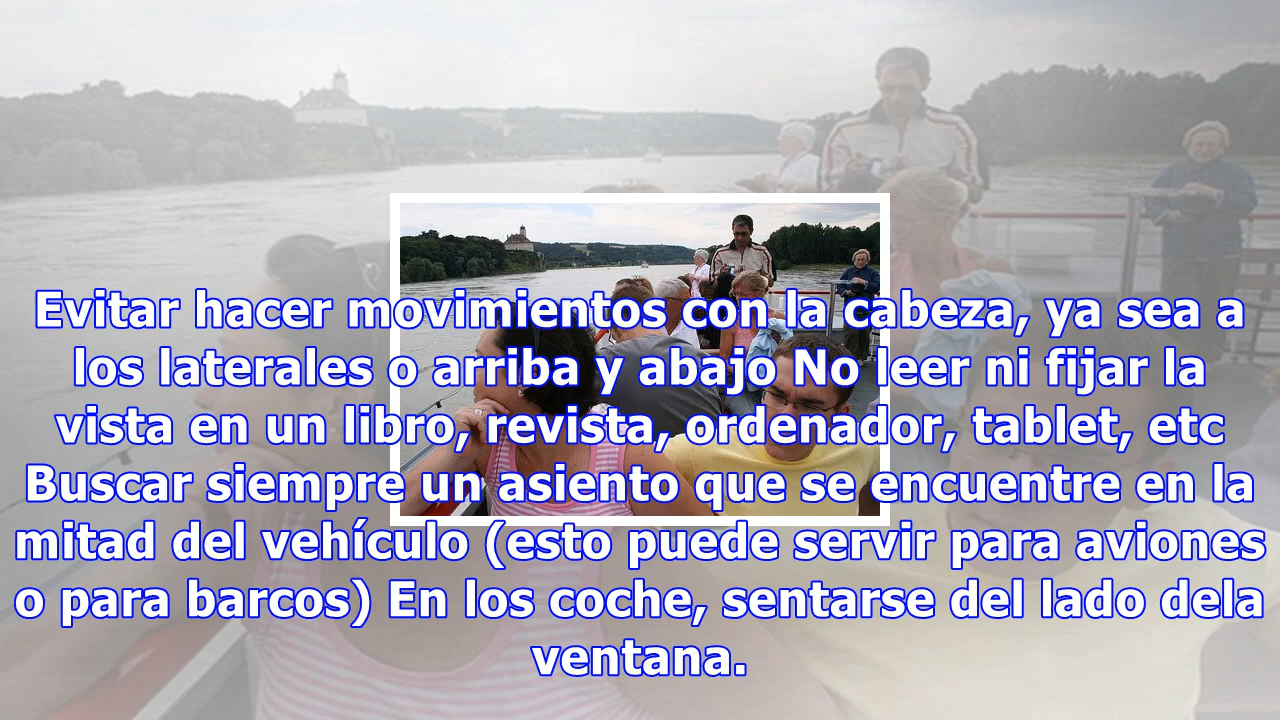 Evitar hacer movimientos con la cabeza, ya sea a
los laterales o arriba y abajo No leer ni fijar la
vista en un libro, revista, ordenador, tablet, etc
Buscar siempre un asiento que se encuentre en la
mitad del vehículo (esto puede servir para aviones
o para barcos) En los coche, sentarse del lado dela
ventana.